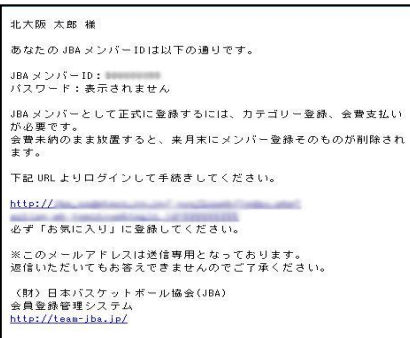 北大阪 太郎 様
あなたの JBA メンバーIDは以下の通りです。
JBA メンバーID：
パスワード：表示されません
JBA メンバーとして正式に登録するには、カテゴリー登録、会費支払い
が必要です。
会費未納のまま放置すると、来月末にメンバー登録そのものが削除され
ます。
下記 URL よりログインして手続きしてください。
http://
必ず「お気に入り」に登録してください。
※このメールアドレスは送信専用となっております。
返信いただいてもお答えできませんのでご了承ください。
（財）日本バスケットボール協会(JBA)
会員登録管理システム
http://team-jba.jp/